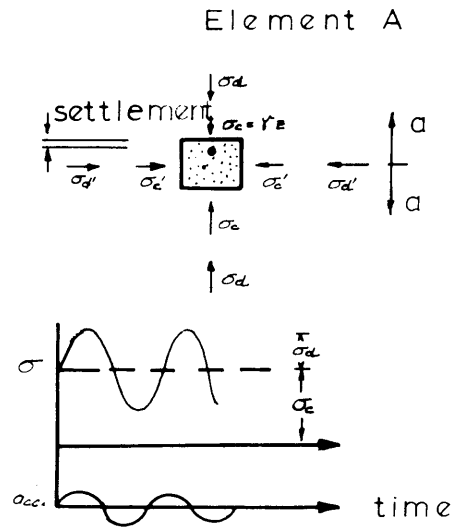 Element A
σd
settlement
σc = γz
a
σd' σc' σc' σd'
a
σc
σd
σ
σd
σc
acc.
time